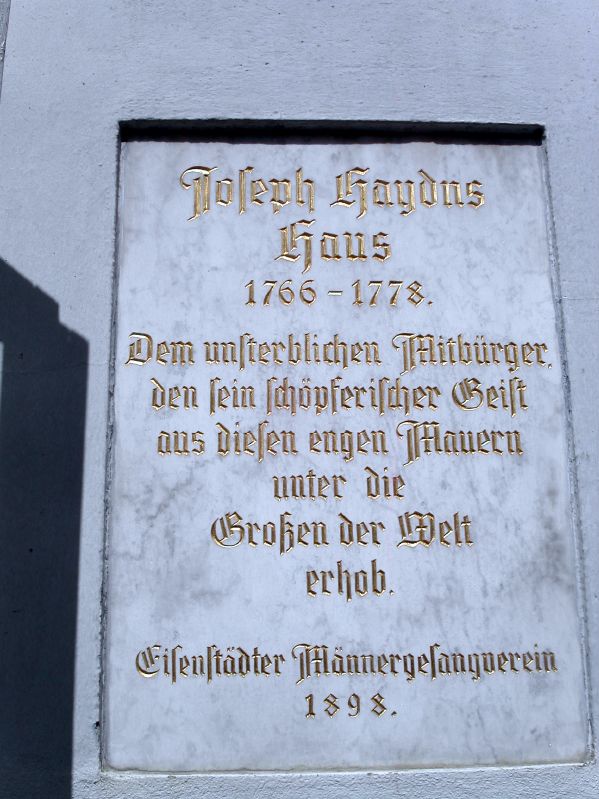 Joseph Haydns
Haus
1766 - 1778.
Dem unsterblichen Mitbürger,
den sein schöpferischer Geist
aus diesen engen Mauern
unter die
Großen der Welt
erhob.
Eisenstädter Männergesangverein
1898.